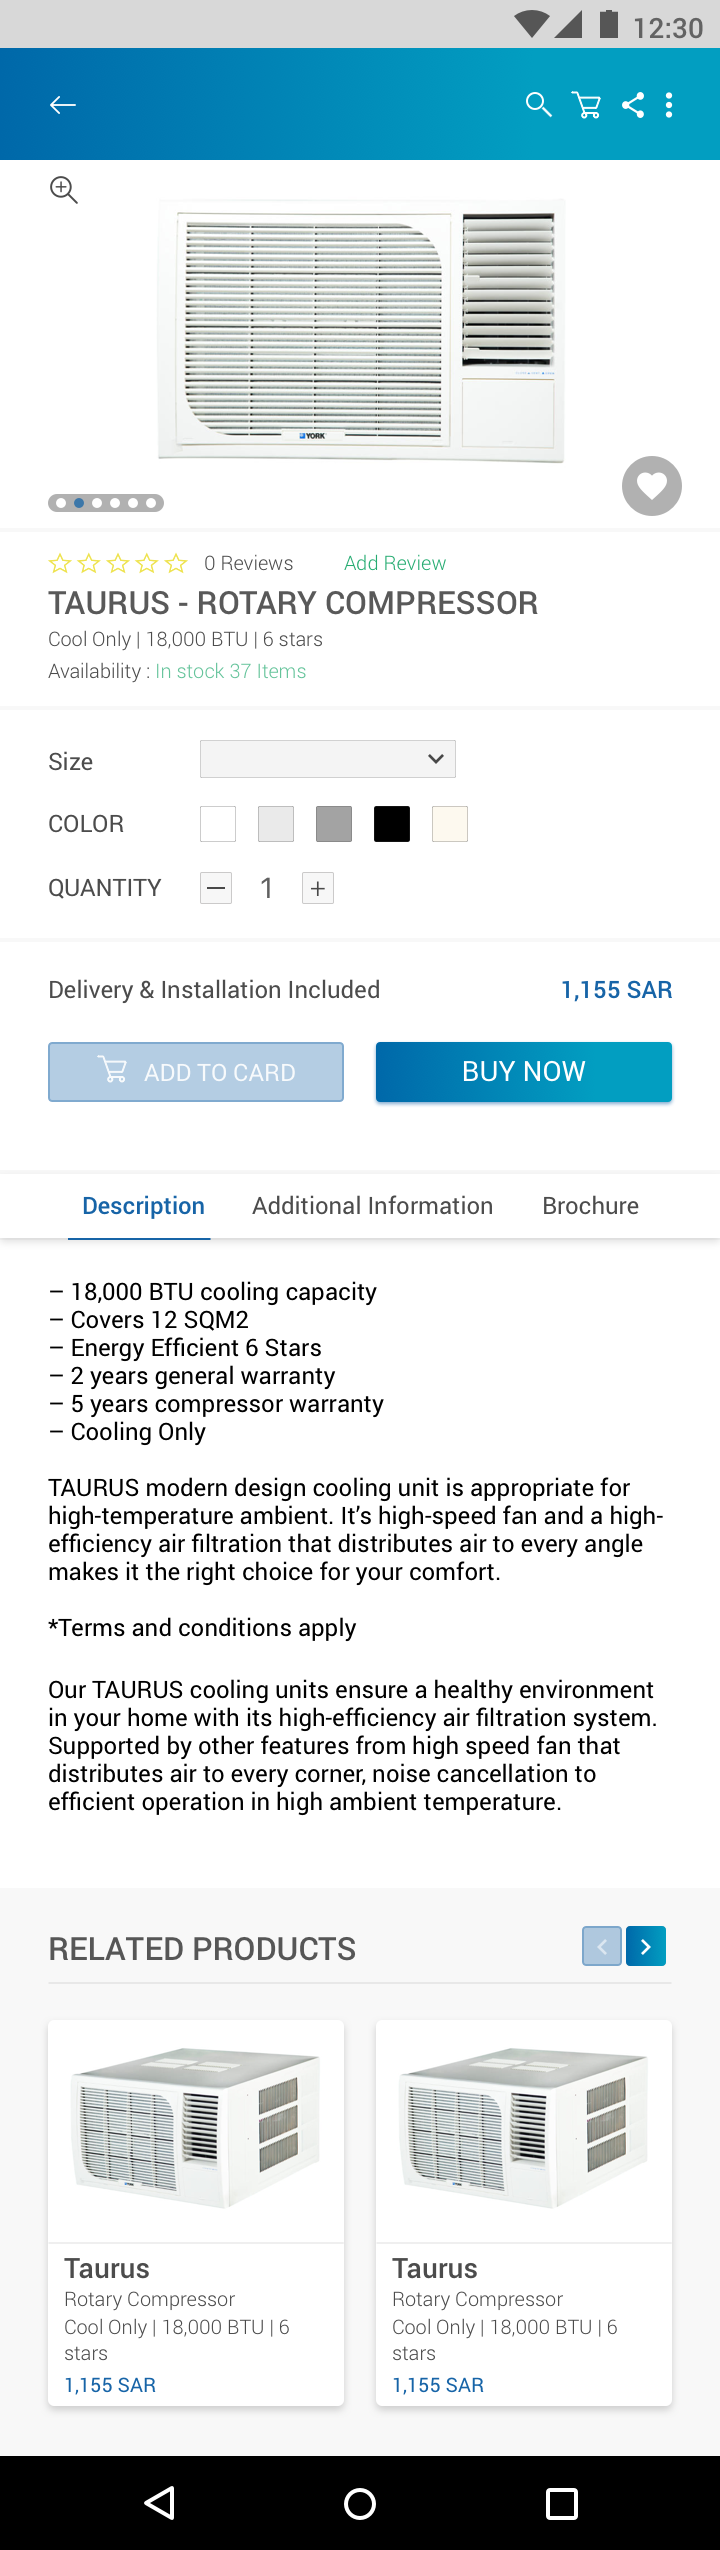 12:30
YORK
0 Reviews Add Review
TAURUS - ROTARY COMPRESSOR
Cool Only | 18,000 BTU | 6 stars
Availability : In stock 37 Items
Size
COLOR
QUANTITY 1
Delivery & Installation Included 1,155 SAR
ADD TO CARD BUY NOW
Description Additional Information Brochure
– 18,000 BTU cooling capacity
– Covers 12 SQM2
– Energy Efficient 6 Stars
– 2 years general warranty
– 5 years compressor warranty
– Cooling Only
TAURUS modern design cooling unit is appropriate for
high-temperature ambient. It’s high-speed fan and a high-
efficiency air filtration that distributes air to every angle
makes it the right choice for your comfort.
*Terms and conditions apply
Our TAURUS cooling units ensure a healthy environment
in your home with its high-efficiency air filtration system.
Supported by other features from high speed fan that
distributes air to every corner, noise cancellation to
efficient operation in high ambient temperature.
RELATED PRODUCTS
Taurus
Rotary Compressor
Cool Only | 18,000 BTU | 6
stars
1,155 SAR
Taurus
Rotary Compressor
Cool Only | 18,000 BTU | 6
stars
1,155 SAR